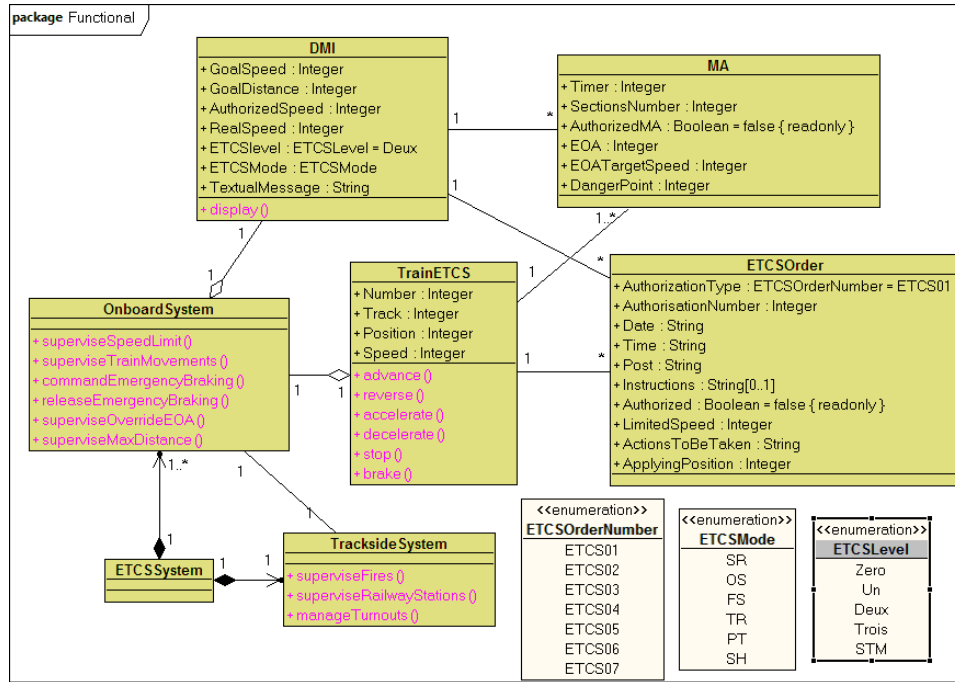 package Functional
DMI
+ GoalSpeed : Integer
+ GoalDistance : Integer
+ AuthorizedSpeed : Integer
+ RealSpeed : Integer
+ ETCSlevel : ETCSLevel = Deux
+ ETCSMode : ETCSMode
+ TextualMessage : String
+ display()
MA
+ Timer : Integer
+ SectionsNumber : Integer
+ AuthorizedMA : Boolean = false { readonly }
+ EOA : Integer
+ EOATargetSpeed : Integer
+ DangerPoint : Integer
1
*
1
*
1
1
1..*
1
OnboardSystem
+ superviseSpeedLimit()
+ superviseTrainMovements()
+ commandEmergencyBraking()
+ releaseEmergencyBraking()
+ superviseOverrideEOA()
+ superviseMaxDistance()
TrainETCS
+ Number : Integer
+ Track : Integer
+ Position : Integer
+ Speed : Integer
+ advance()
+ reverse()
+ accelerate()
+ decelerate()
+ stop()
+ brake()
ETCSOrder
+ AuthorizationType : ETCSOrderNumber = ETCS01
+ AuthorisationNumber : Integer
+ Date : String
+ Time : String
+ Post : String
+ Instructions : String[0..1]
+ Authorized : Boolean = false { readonly }
+ LimitedSpeed : Integer
+ ActionsToBeTaken : String
+ ApplyingPosition : Integer
1
*
1
1
1..*
1
1
1
1
ETCSSystem
TracksideSystem
+ superviseFires()
+ superviseRailwayStations()
+ manageTurnouts()
<<enumeration>>
ETCSOrderNumber
ETCS01
ETCS02
ETCS03
ETCS04
ETCS05
ETCS06
ETCS07
<<enumeration>>
ETCSMode
SR
OS
FS
TR
PT
SH
<<enumeration>>
ETCSLevel
Zero
Un
Deux
Trois
STM